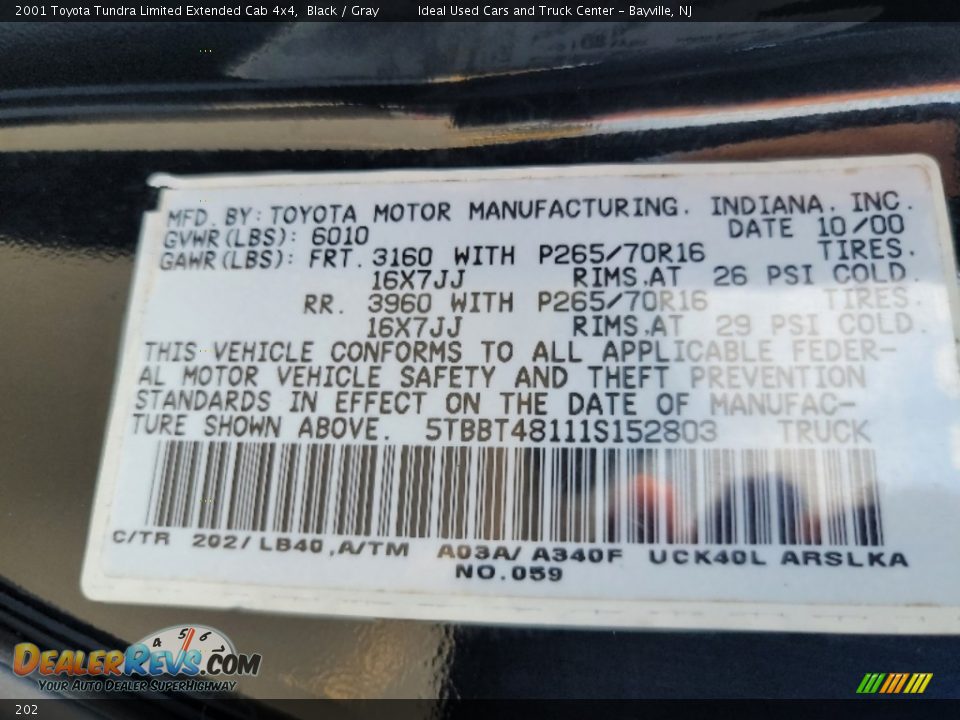 2001 Toyota Tundra Limited Extended Cab 4x4, Black / Gray Ideal Used Cars and Truck Center - Bayville, NJ
MFD. BY: TOYOTA MOTOR MANUFACTURING. INDIANA. INC.
GVWR(LBS): 6010 DATE 10/00
GAWR(LBS): FRT. 3160 WITH P265/70R16 TIRES.
16X7JJ RIMS.AT 26 PSI COLD.
RR. 3960 WITH P265/70R16 TIRES.
16X7JJ RIMS.AT 29 PSI COLD.
THIS VEHICLE CONFORMS TO ALL APPLICABLE FEDER-
AL MOTOR VEHICLE SAFETY AND THEFT PREVENTION
STANDARDS IN EFFECT ON THE DATE OF MANUFAC-
TURE SHOWN ABOVE. 5TBBT48111S152803 TRUCK
C/TR 202/ LB40 ,A/TM A03A/ A340F UCK40L ARSLKA
NO.059
4 5 6
DEALERREVS.COM
YOUR AUTO DEALER SUPERHIGHWAY
202